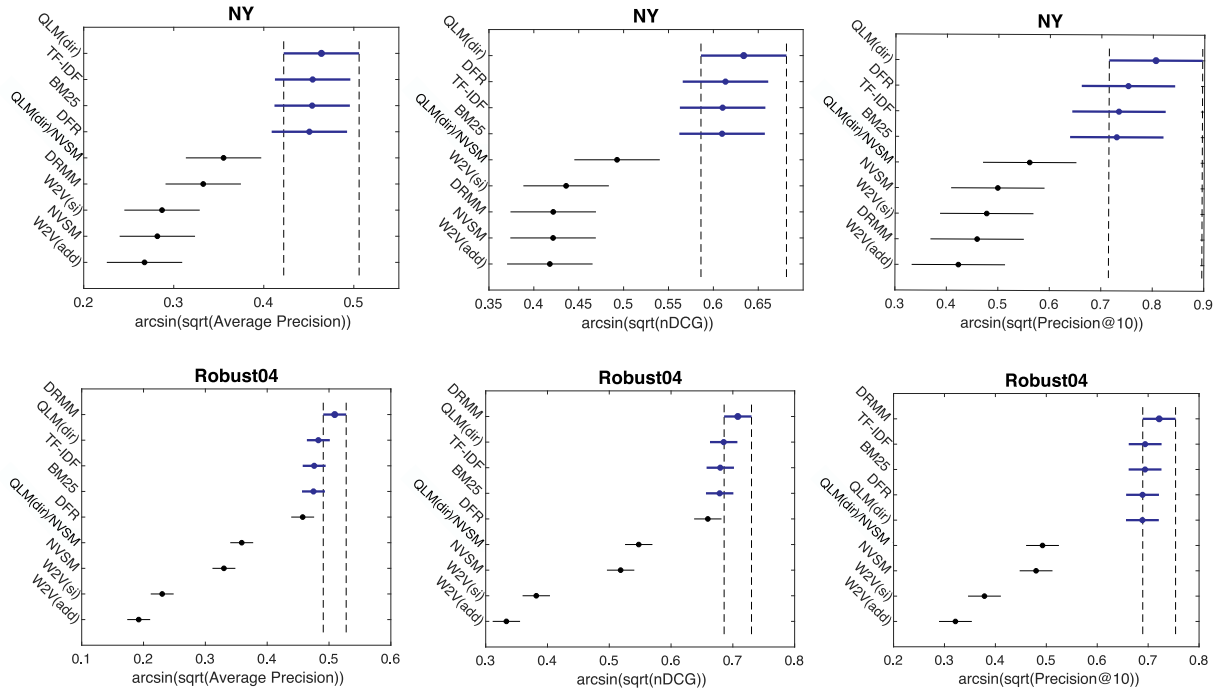 NY
QLM(dir)
TF-IDF
BM25
DFR
QLM(dir)/NVSM
DRMM
W2V(si)
NVSM
W2V(add)
0.2 0.3 0.4 0.5
arcsin(sqrt(Average Precision))
NY
QLM(dir)
DFR
TF-IDF
BM25
QLM(dir)/NVSM
W2V(si)
DRMM
NVSM
W2V(add)
0.35 0.4 0.45 0.5 0.55 0.6 0.65
arcsin(sqrt(nDCG))
NY
QLM(dir)
DFR
TF-IDF
BM25
QLM(dir)/NVSM
NVSM
W2V(si)
DRMM
W2V(add)
0.3 0.4 0.5 0.6 0.7 0.8 0.9
arcsin(sqrt(Precision@10))
Robust04
DRMM
QLM(dir)
TF-IDF
BM25
DFR
QLM(dir)/NVSM
NVSM
W2V(si)
W2V(add)
0.1 0.2 0.3 0.4 0.5 0.6
arcsin(sqrt(Average Precision))
Robust04
DRMM
QLM(dir)
TF-IDF
BM25
DFR
QLM(dir)/NVSM
NVSM
W2V(si)
W2V(add)
0.3 0.4 0.5 0.6 0.7 0.8
arcsin(sqrt(nDCG))
Robust04
DRMM
TF-IDF
BM25
DFR
QLM(dir)
QLM(dir)/NVSM
NVSM
W2V(si)
W2V(add)
0.2 0.3 0.4 0.5 0.6 0.7 0.8
arcsin(sqrt(Precision@10))